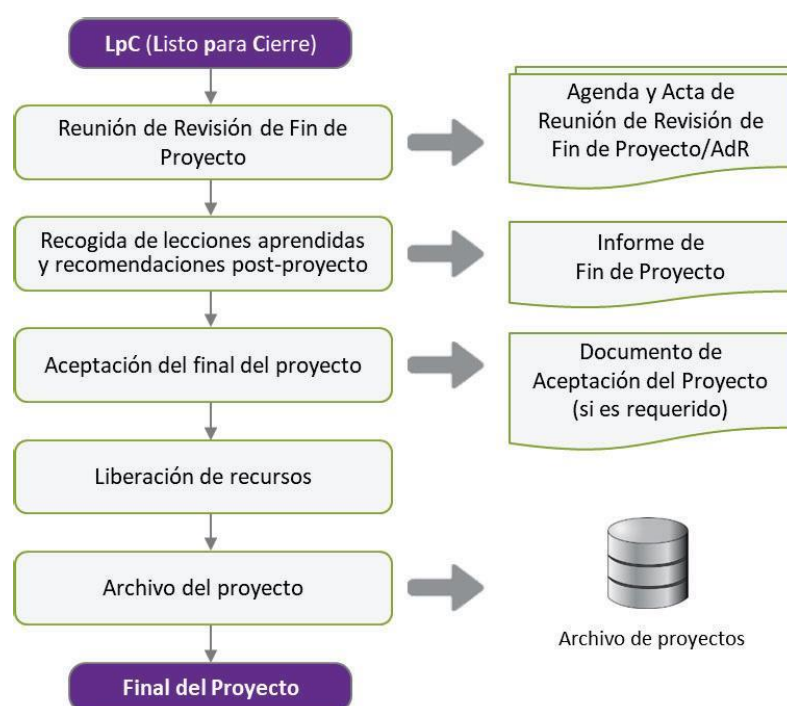 LpC (Listo para Cierre)
Reunión de Revisión de Fin de
Proyecto
Agenda y Acta de
Reunión de Revisión de
Fin de Proyecto/AdR
Recogida de lecciones aprendidas
y recomendaciones post-proyecto
Informe de
Fin de Proyecto
Aceptación del final del proyecto
Documento de
Aceptación del Proyecto
(si es requerido)
Liberación de recursos
Archivo del proyecto
Archivo de proyectos
Final del Proyecto